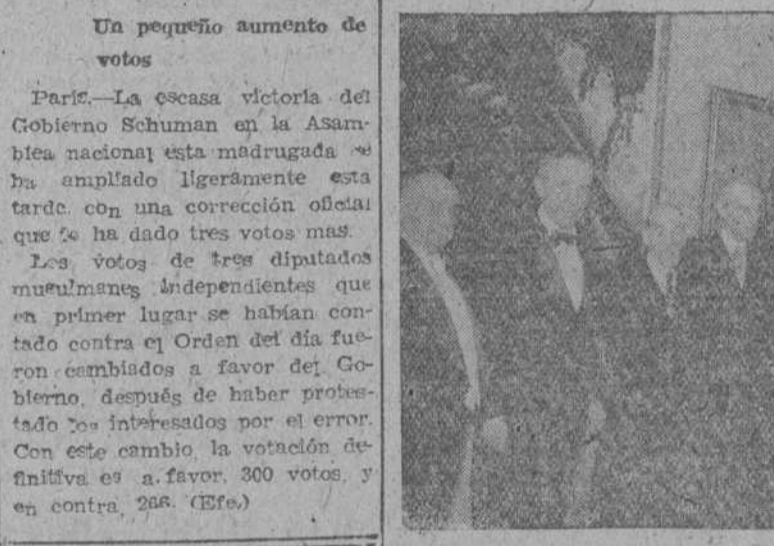 Un pequeño aumento de
votos
París.—La escasa victoria del
Gobierno Schuman en la Asam-
blea nacional esta madrugada se
ha ampliado ligeramente esta
tarde, con una corrección oficial
que le ha dado tres votos mas.
Los votos de tres diputados
musulmanes independientes que
en primer lugar se habían con-
tado contra el Orden del día fue-
ron cambiados a favor del Go-
bierno, después de haber protes-
tado los interesados por el error.
Con este cambio, la votación de-
finitiva es a favor, 300 votos, y
en contra, (Efe.)